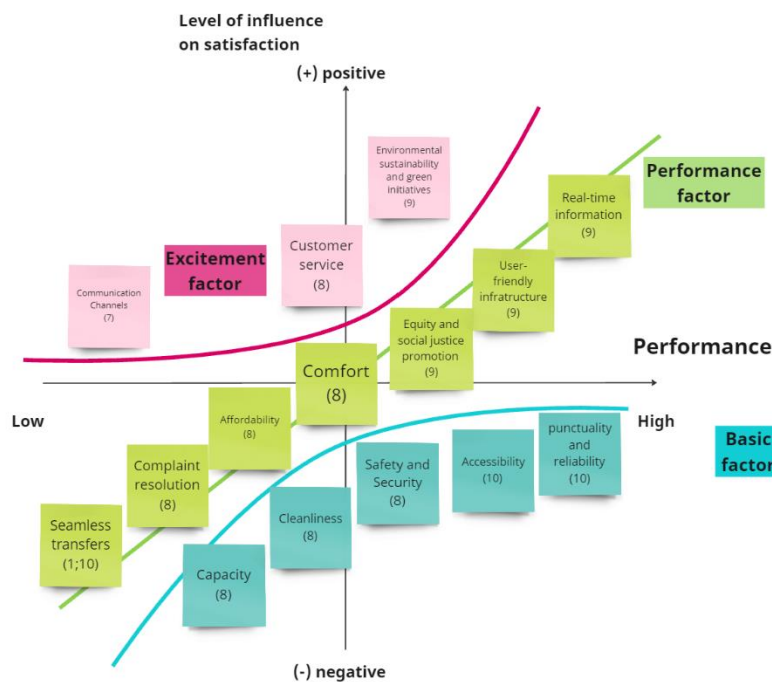 Level of influence
on satisfaction
(+) positive
Environmental
sustainability
and green
initiatives
(9)
Performance
factor
Real-time
information
(9)
Customer
service
(8)
Excitement
factor
Communication
Channels
(7)
User-
friendly
infratructure
(9)
Equity and
social justice
promotion
(9)
Performance
Comfort
(8)
Low
High
Affordability
(8)
Complaint
resolution
(8)
Seamless
transfers
(1;10)
punctuality
and
reliability
(10)
Accessibility
(10)
Safety and
Security
(8)
Basic
factor
Cleanliness
(8)
Capacity
(8)
(-) negative